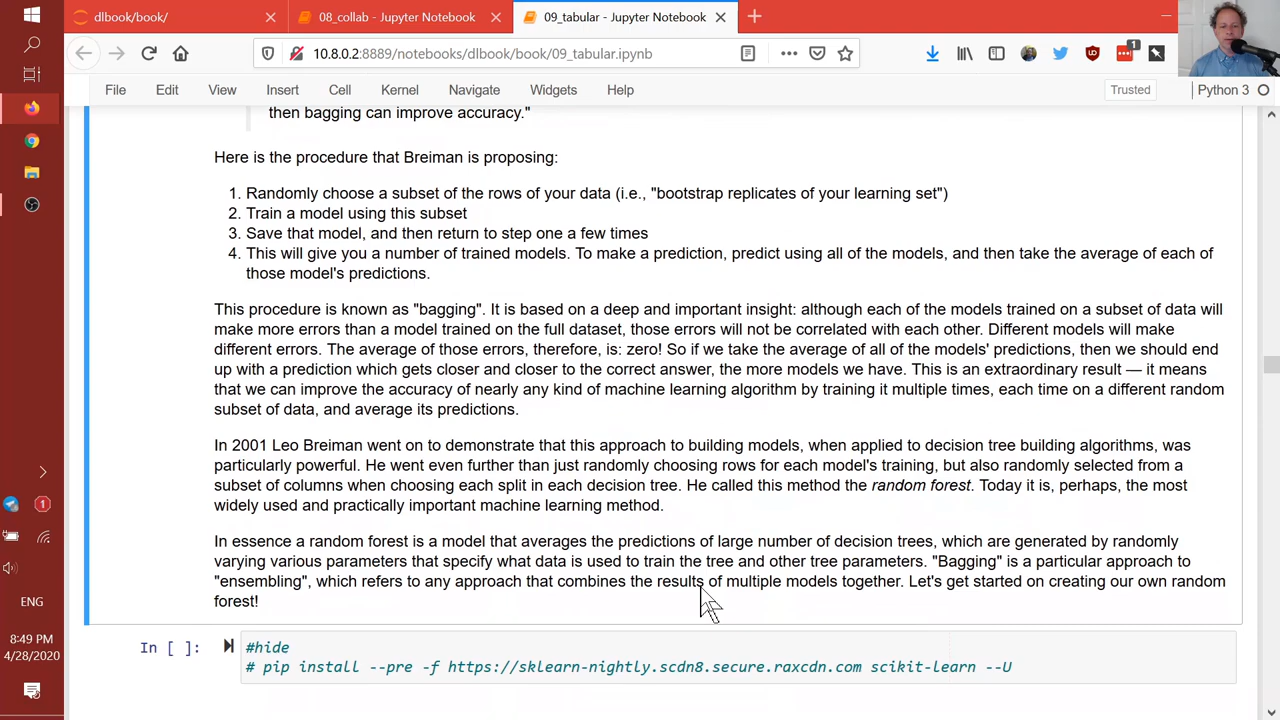 dlbook/book/
08_collab - Jupyter Notebook
09_tabular - Jupyter Notebook
10.8.0.2:8889/notebooks/dlbook/book/09_tabular.ipynb
1
File Edit View Insert Cell Kernel Navigate Widgets Help
Trusted
Python 3
then bagging can improve accuracy."
Here is the procedure that Breiman is proposing:
1. Randomly choose a subset of the rows of your data (i.e., "bootstrap replicates of your learning set")
2. Train a model using this subset
3. Save that model, and then return to step one a few times
4. This will give you a number of trained models. To make a prediction, predict using all of the models, and then take the average of each of
those model's predictions.
This procedure is known as "bagging". It is based on a deep and important insight: although each of the models trained on a subset of data will
make more errors than a model trained on the full dataset, those errors will not be correlated with each other. Different models will make
different errors. The average of those errors, therefore, is: zero! So if we take the average of all of the models' predictions, then we should end
up with a prediction which gets closer and closer to the correct answer, the more models we have. This is an extraordinary result — it means
that we can improve the accuracy of nearly any kind of machine learning algorithm by training it multiple times, each time on a different random
subset of data, and average its predictions.
In 2001 Leo Breiman went on to demonstrate that this approach to building models, when applied to decision tree building algorithms, was
particularly powerful. He went even further than just randomly choosing rows for each model's training, but also randomly selected from a
subset of columns when choosing each split in each decision tree. He called this method the random forest. Today it is, perhaps, the most
widely used and practically important machine learning method.
In essence a random forest is a model that averages the predictions of large number of decision trees, which are generated by randomly
varying various parameters that specify what data is used to train the tree and other tree parameters. "Bagging" is a particular approach to
"ensembling", which refers to any approach that combines the results of multiple models together. Let's get started on creating our own random
forest!
In [ ]:
#hide
# pip install --pre -f https://sklearn-nightly.scdn8.secure.raxcdn.com scikit-learn --U
1
ENG
8:49 PM
4/28/2020